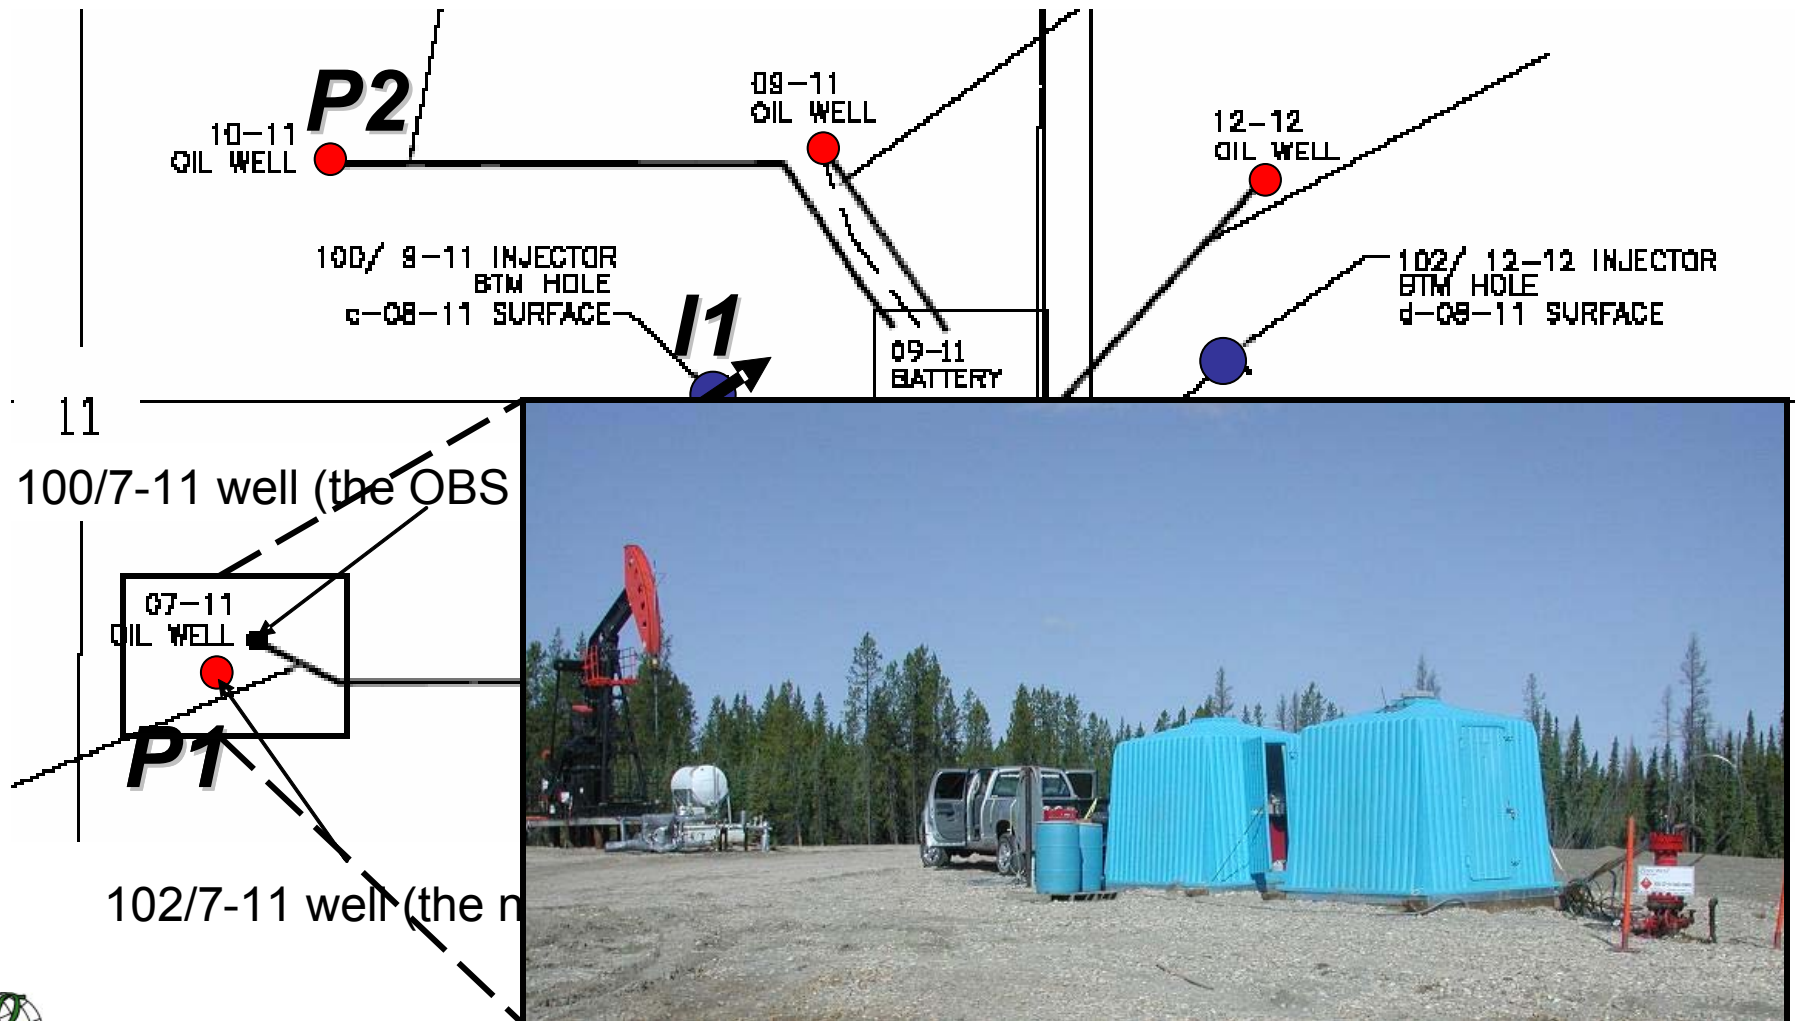 P2
10-11
OIL WELL
09-11
OIL WELL
12-12
OIL WELL
100/ 9-11 INJECTOR
BTM HOLE
c-08-11 SURFACE
I1
09-11
BATTERY
102/ 12-12 INJECTOR
BTM HOLE
d-08-11 SURFACE
11
100/7-11 well (the OBS
07-11
OIL WELL
P1
102/7-11 well (the n